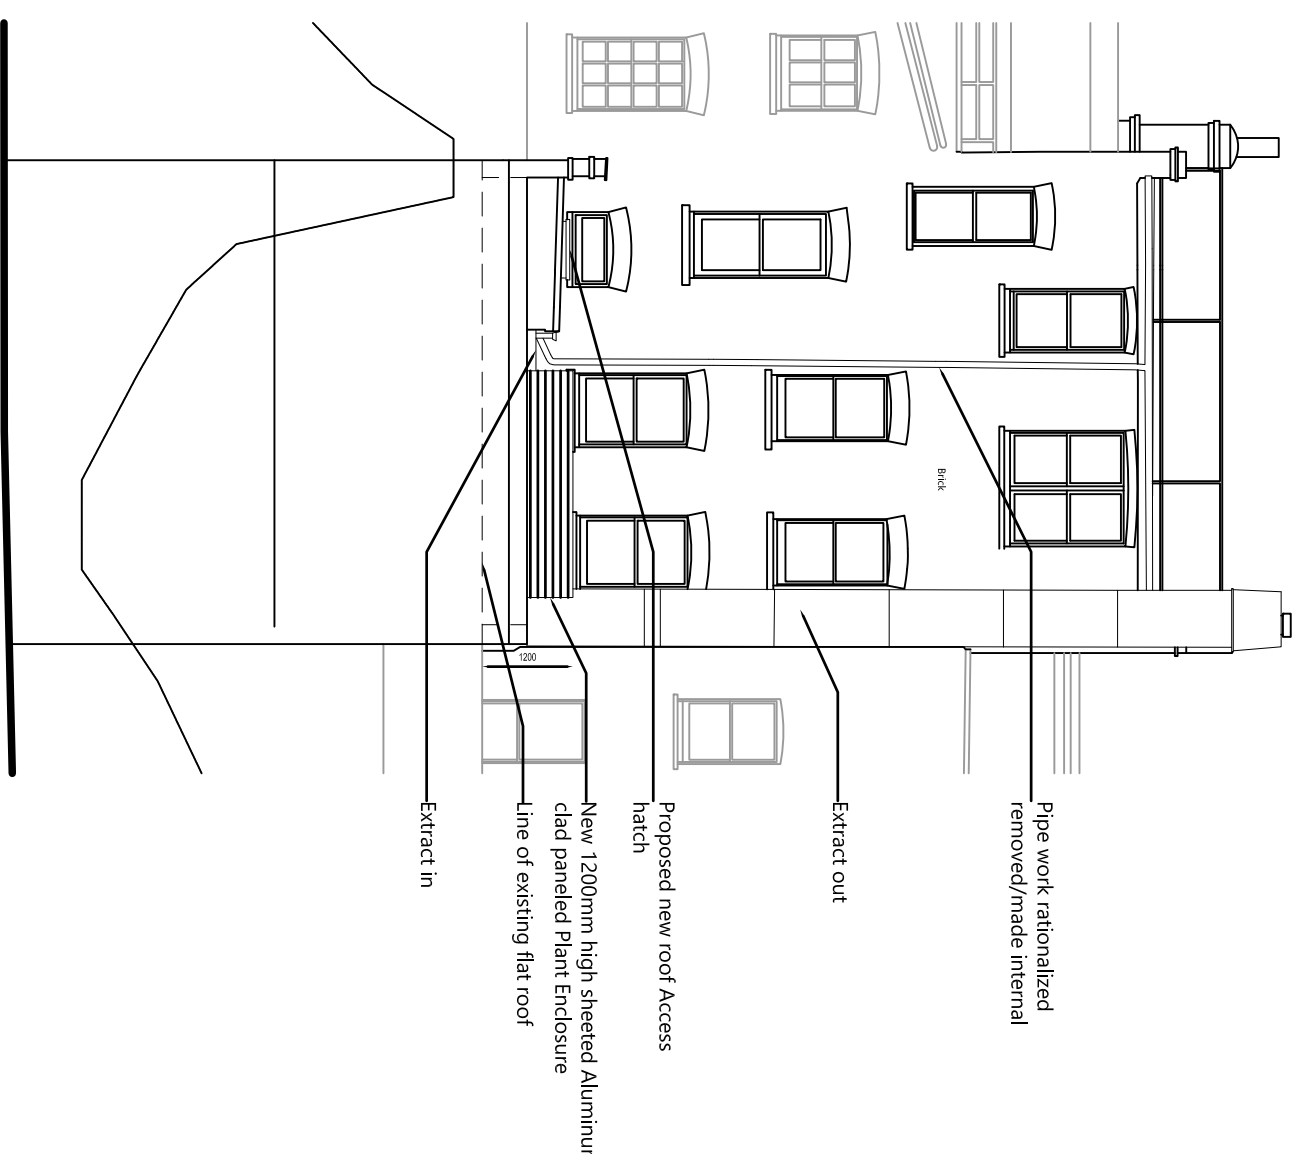 Pipe work rationalized
removed/made internal
Extract out
Proposed new roof Access
hatch
New 1200mm high sheeted Aluminu
clad paneled Plant Enclosure
Line of existing flat roof
Extract in
Brick
1200